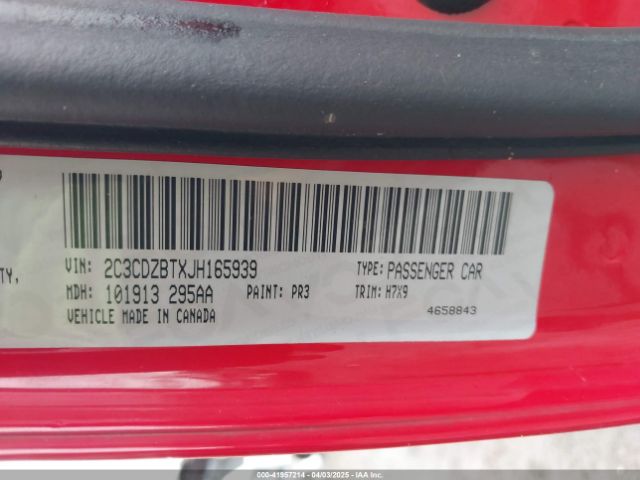 TY,
VIN: 2C3CDZBTXJH165939 TYPE: PASSENGER CAR
MDH: 101913 295AA PAINT: PR3 TRIM: H7X9
VEHICLE MADE IN CANADA 4658843
000-41957214 - 04/03/2025 - IAA Inc.